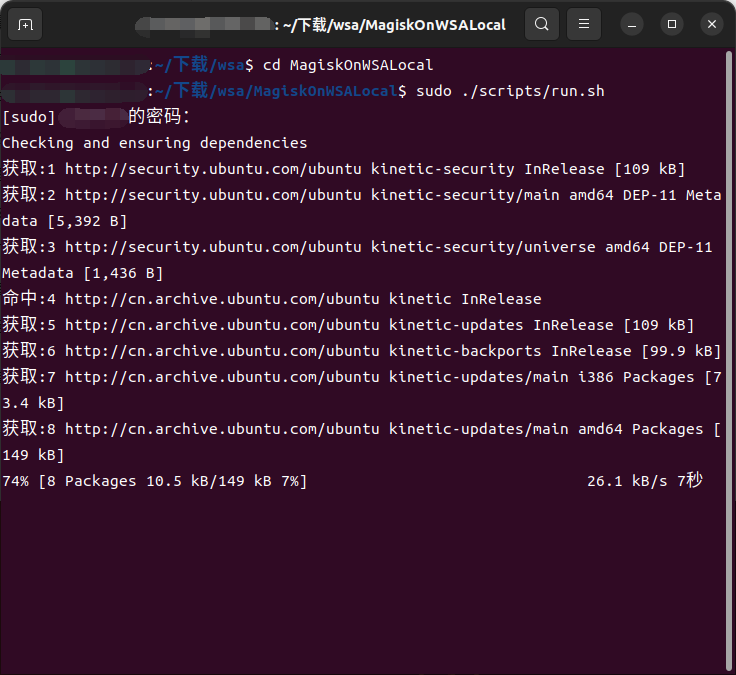 : ~/下载/wsa/MagiskOnWSALocal
:~/下载/wsa$ cd MagiskOnWSALocal
:~/下载/wsa/MagiskOnWSALocal$ sudo ./scripts/run.sh
[sudo] 的密码：
Checking and ensuring dependencies
获取:1 http://security.ubuntu.com/ubuntu kinetic-security InRelease [109 kB]
获取:2 http://security.ubuntu.com/ubuntu kinetic-security/main amd64 DEP-11 Meta
data [5,392 B]
获取:3 http://security.ubuntu.com/ubuntu kinetic-security/universe amd64 DEP-11
Metadata [1,436 B]
命中:4 http://cn.archive.ubuntu.com/ubuntu kinetic InRelease
获取:5 http://cn.archive.ubuntu.com/ubuntu kinetic-updates InRelease [109 kB]
获取:6 http://cn.archive.ubuntu.com/ubuntu kinetic-backports InRelease [99.9 kB]
获取:7 http://cn.archive.ubuntu.com/ubuntu kinetic-updates/main i386 Packages [7
3.4 kB]
获取:8 http://cn.archive.ubuntu.com/ubuntu kinetic-updates/main amd64 Packages [
149 kB]
74% [8 Packages 10.5 kB/149 kB 7%] 26.1 kB/s 7秒